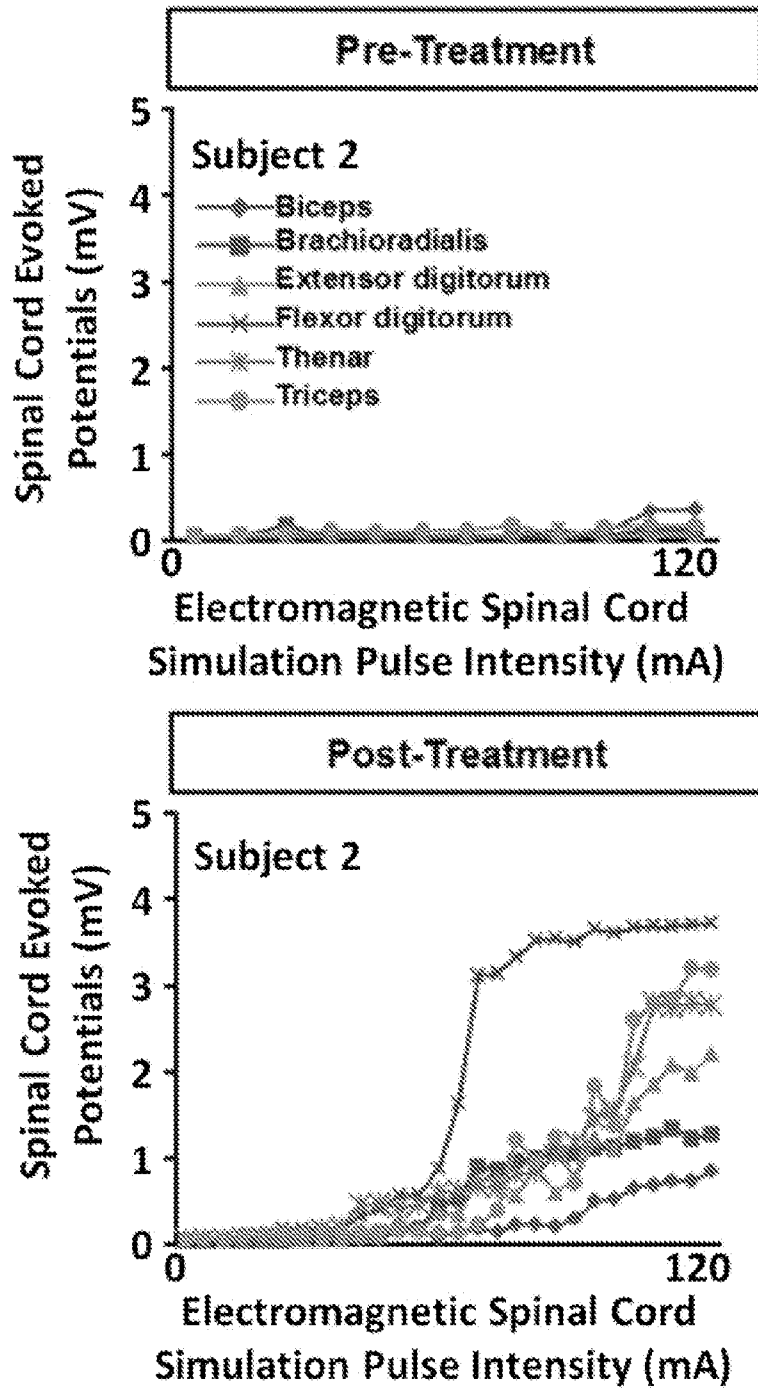 Pre-Treatment
Spinal Cord Evoked
Potentials (mV)
5
4
3
2
1
0
Subject 2
Biceps
Brachioradialis
Extensor digitorum
Flexor digitorum
Thenar
Triceps
0
120
Electromagnetic Spinal Cord
Simulation Pulse Intensity (mA)
Post-Treatment
Spinal Cord Evoked
Potentials (mV)
5
4
3
2
1
0
Subject 2
0
120
Electromagnetic Spinal Cord
Simulation Pulse Intensity (mA)